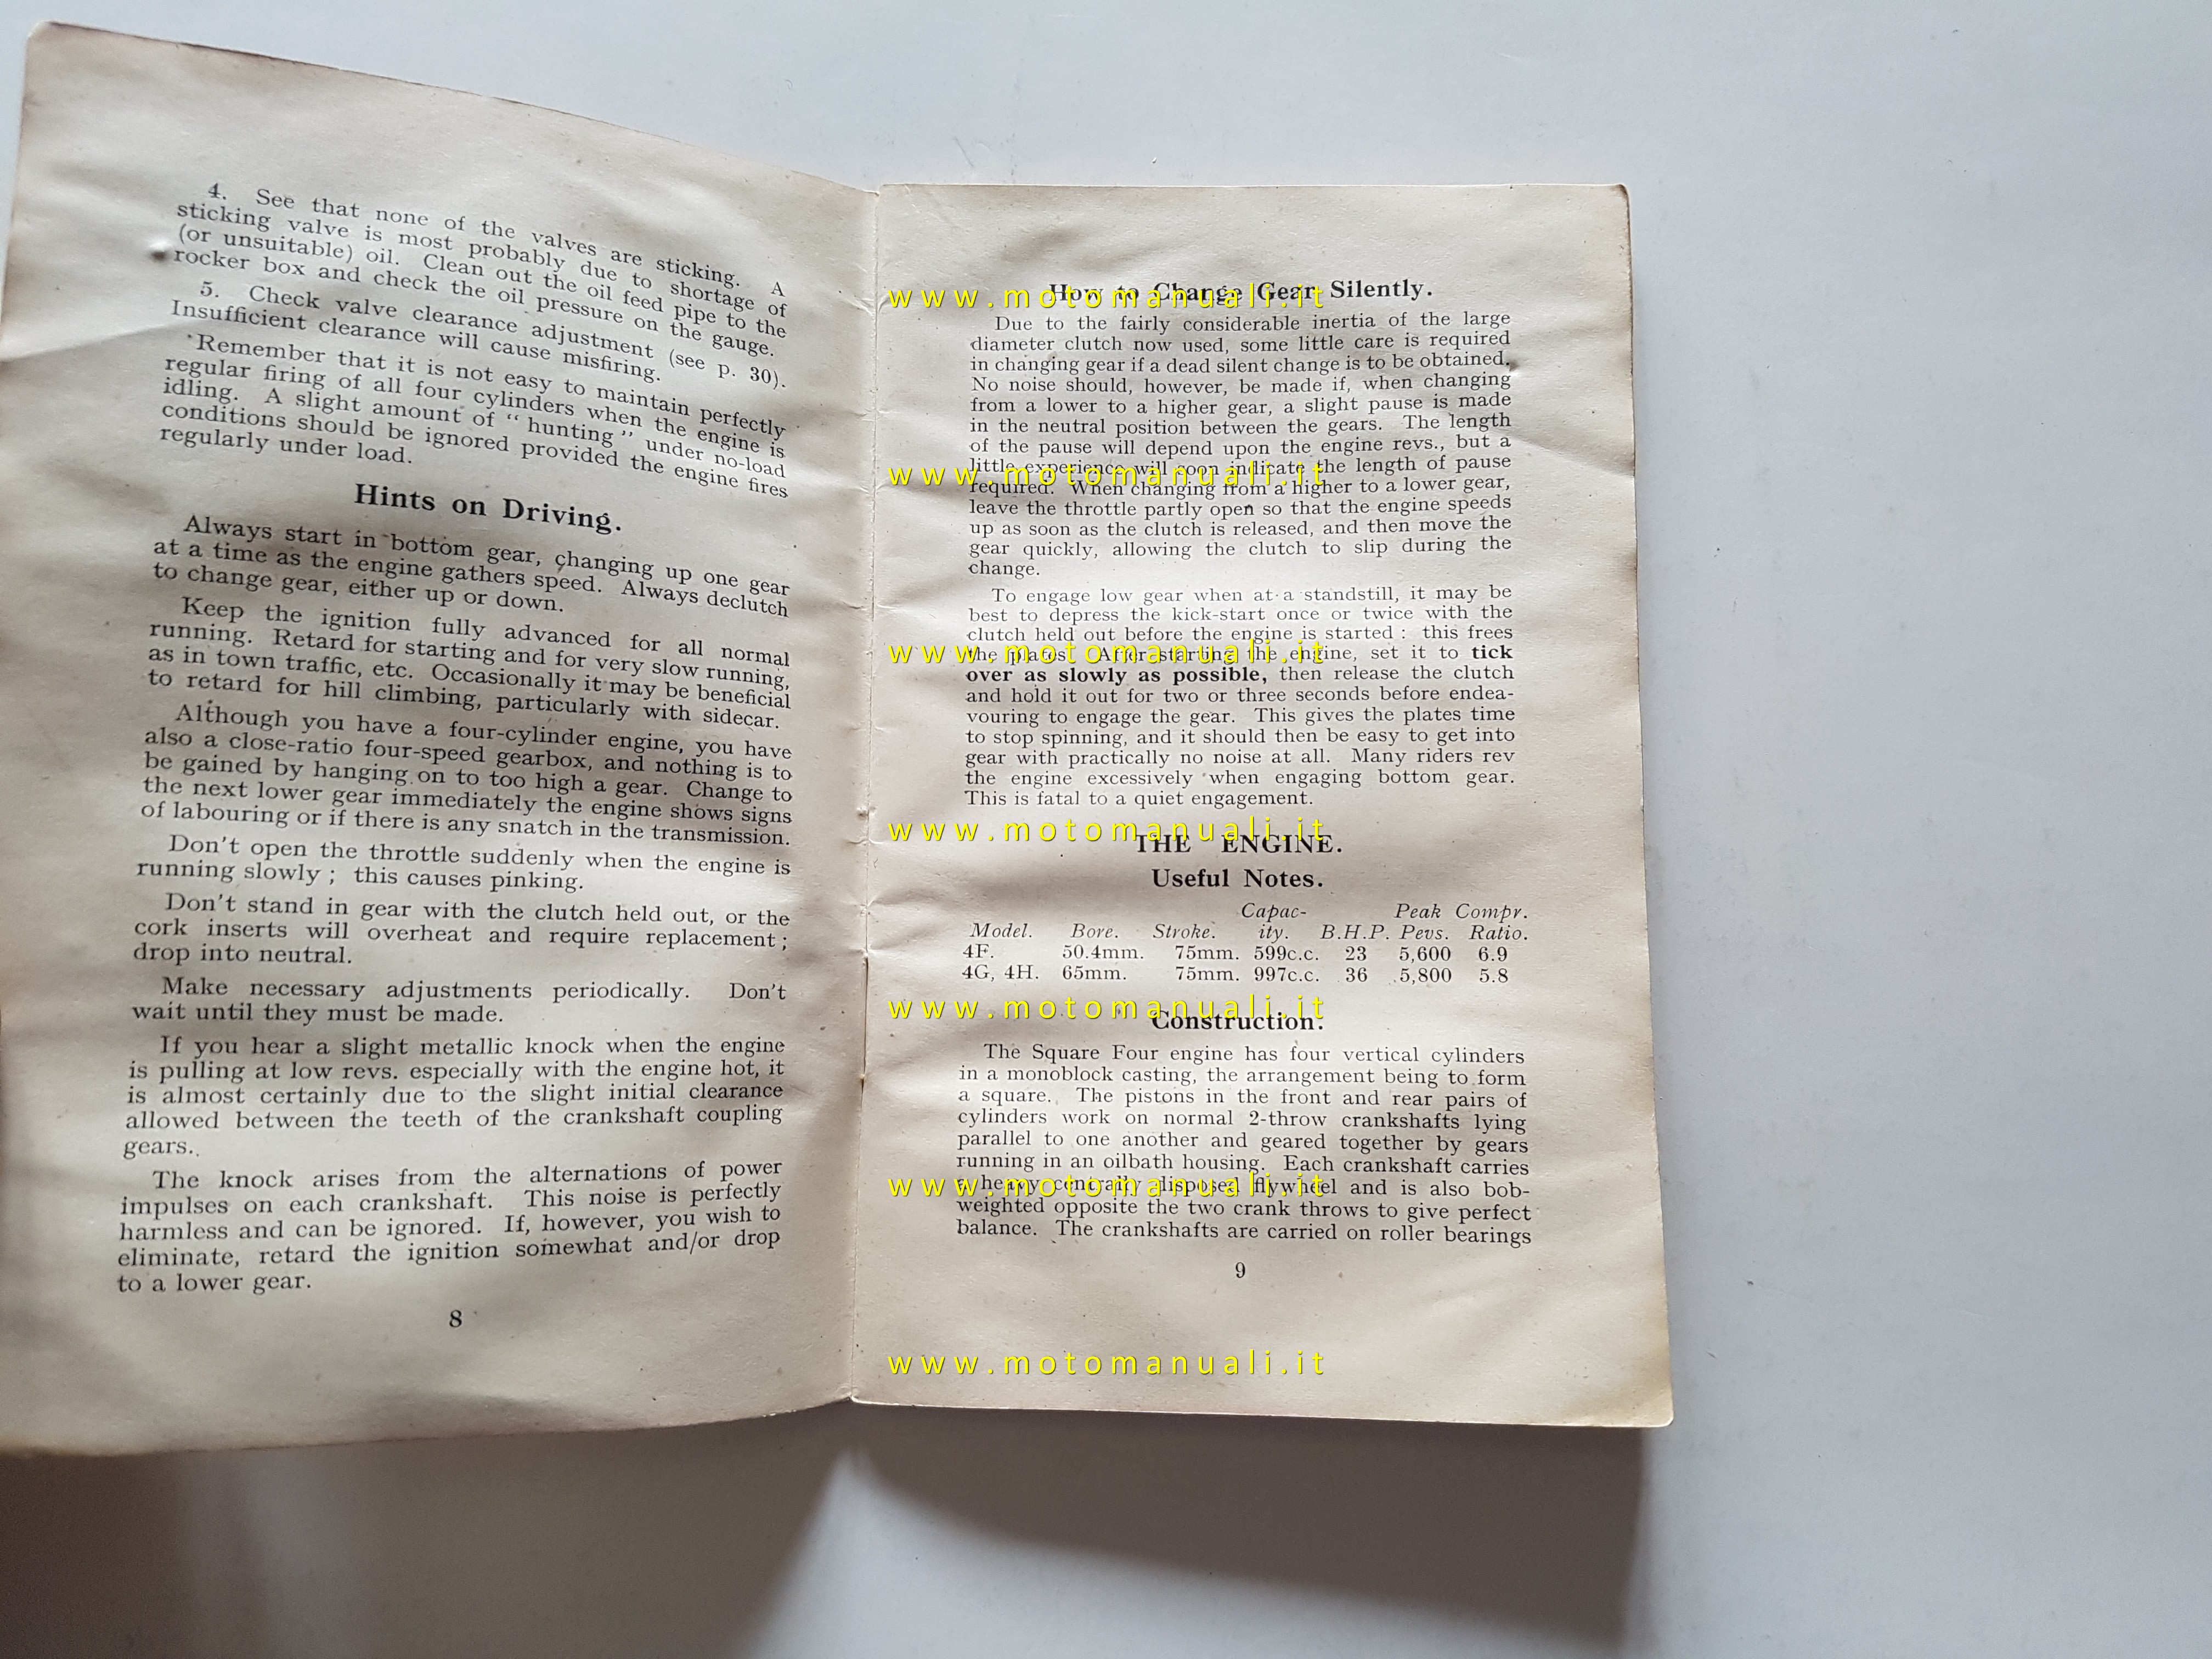 4. See that none of the valves are sticking. A
sticking valve is most probably due to shortage of
(or unsuitable) oil. Clean out the oil feed pipe to the
rocker box and check the oil pressure on the gauge.
5. Check valve clearance adjustment (see p. 30).
Insufficient clearance will cause misfiring.
Remember that it is not easy to maintain perfectly
regular firing of all four cylinders when the engine is
idling. A slight amount of “ hunting ” under no-load
conditions should be ignored provided the engine fires
regularly under load.
Hints on Driving.
Always start in bottom gear, changing up one gear
at a time as the engine gathers speed. Always declutch
to change gear, either up or down.
Keep the ignition fully advanced for all normal
running. Retard for starting and for very slow running,
as in town traffic, etc. Occasionally it may be beneficial
to retard for hill climbing, particularly with sidecar.
Although you have a four-cylinder engine, you have
also a close-ratio four-speed gearbox, and nothing is to
be gained by hanging on to too high a gear. Change to
the next lower gear immediately the engine shows signs
of labouring or if there is any snatch in the transmission.
Don't open the throttle suddenly when the engine is
running slowly ; this causes pinking.
Don't stand in gear with the clutch held out, or the
cork inserts will overheat and require replacement ;
drop into neutral.
Make necessary adjustments periodically. Don't
wait until they must be made.
If you hear a slight metallic knock when the engine
is pulling at low revs. especially with the engine hot, it
is almost certainly due to the slight initial clearance
allowed between the teeth of the crankshaft coupling
gears.
The knock arises from the alternations of power
impulses on each crankshaft. This noise is perfectly
harmless and can be ignored. If, however, you wish to
eliminate, retard the ignition somewhat and/or drop
to a lower gear.
8
How to Change Gear Silently.
www.motomanuali.it
Due to the fairly considerable inertia of the large
diameter clutch now used, some little care is required
in changing gear if a dead silent change is to be obtained.
No noise should, however, be made if, when changing
from a lower to a higher gear, a slight pause is made
in the neutral position between the gears. The length
of the pause will depend upon the engine revs., but a
little experience will soon indicate the length of pause
www.motomanuali.it
required. When changing from a higher to a lower gear,
leave the throttle partly open so that the engine speeds
up as soon as the clutch is released, and then move the
gear quickly, allowing the clutch to slip during the
change.
To engage low gear when at a standstill, it may be
best to depress the kick-start once or twice with the
clutch held out before the engine is started : this frees
the plates. After starting the engine, set it to tick
www.motomanuali.it
over as slowly as possible, then release the clutch
and hold it out for two or three seconds before endea-
vouring to engage the gear. This gives the plates time
to stop spinning, and it should then be easy to get into
gear with practically no noise at all. Many riders rev
the engine excessively when engaging bottom gear.
This is fatal to a quiet engagement.
www.motomanuali.it
THE ENGINE.
Useful Notes.
Capac- Peak Compr.
Model. Bore. Stroke. ity. B.H.P. Pevs. Ratio.
4F. 50.4mm. 75mm. 599c.c. 23 5,600 6.9
4G, 4H. 65mm. 75mm. 997c.c. 36 5,800 5.8
www.motomanuali.it
Construction.
The Square Four engine has four vertical cylinders
in a monoblock casting, the arrangement being to form
a square. The pistons in the front and rear pairs of
cylinders work on normal 2-throw crankshafts lying
parallel to one another and geared together by gears
running in an oilbath housing. Each crankshaft carries
a heavy centrally disposed flywheel and is also bob-
www.motomanuali.it
weighted opposite the two crank throws to give perfect
balance. The crankshafts are carried on roller bearings
9
www.motomanuali.it